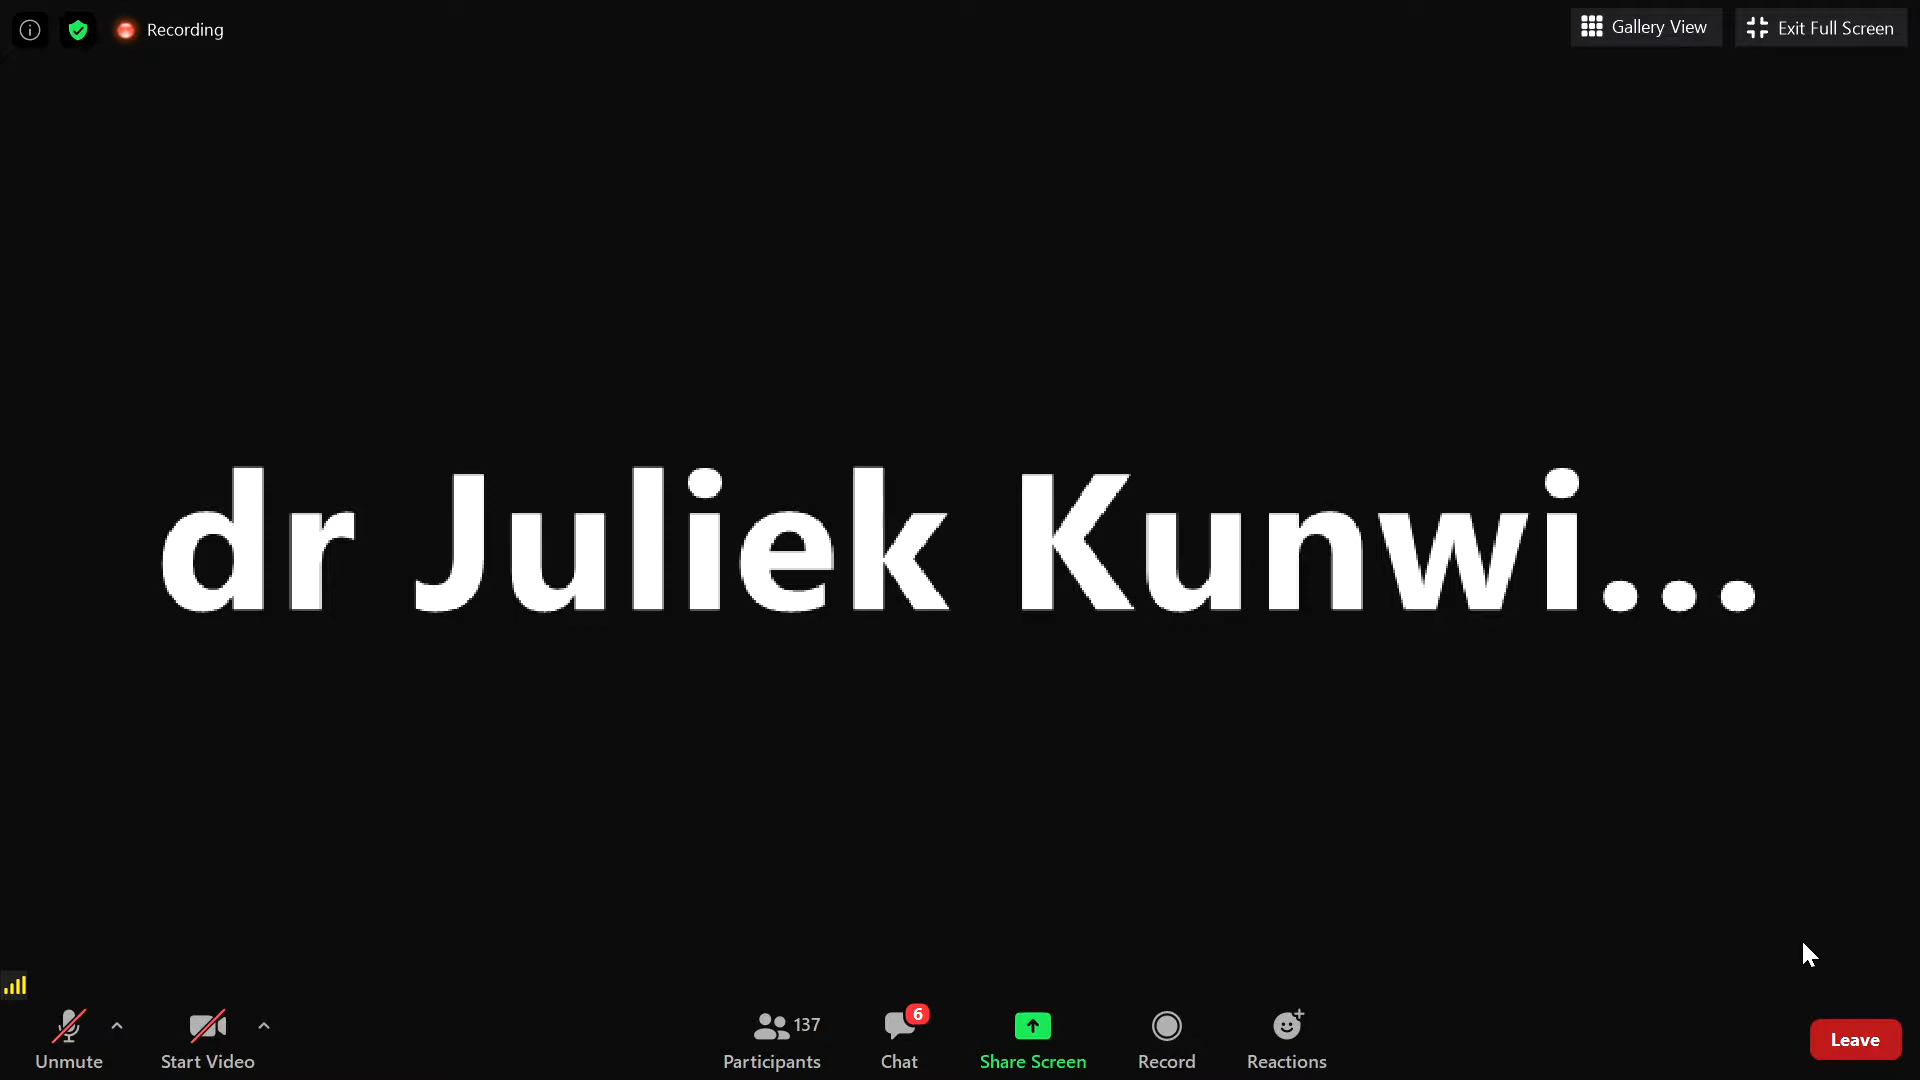 Recording
Gallery View
Exit Full Screen
dr Juliek Kunwi...
Unmute
Start Video
137
Participants
6
Chat
Share Screen
Record
Reactions
Leave